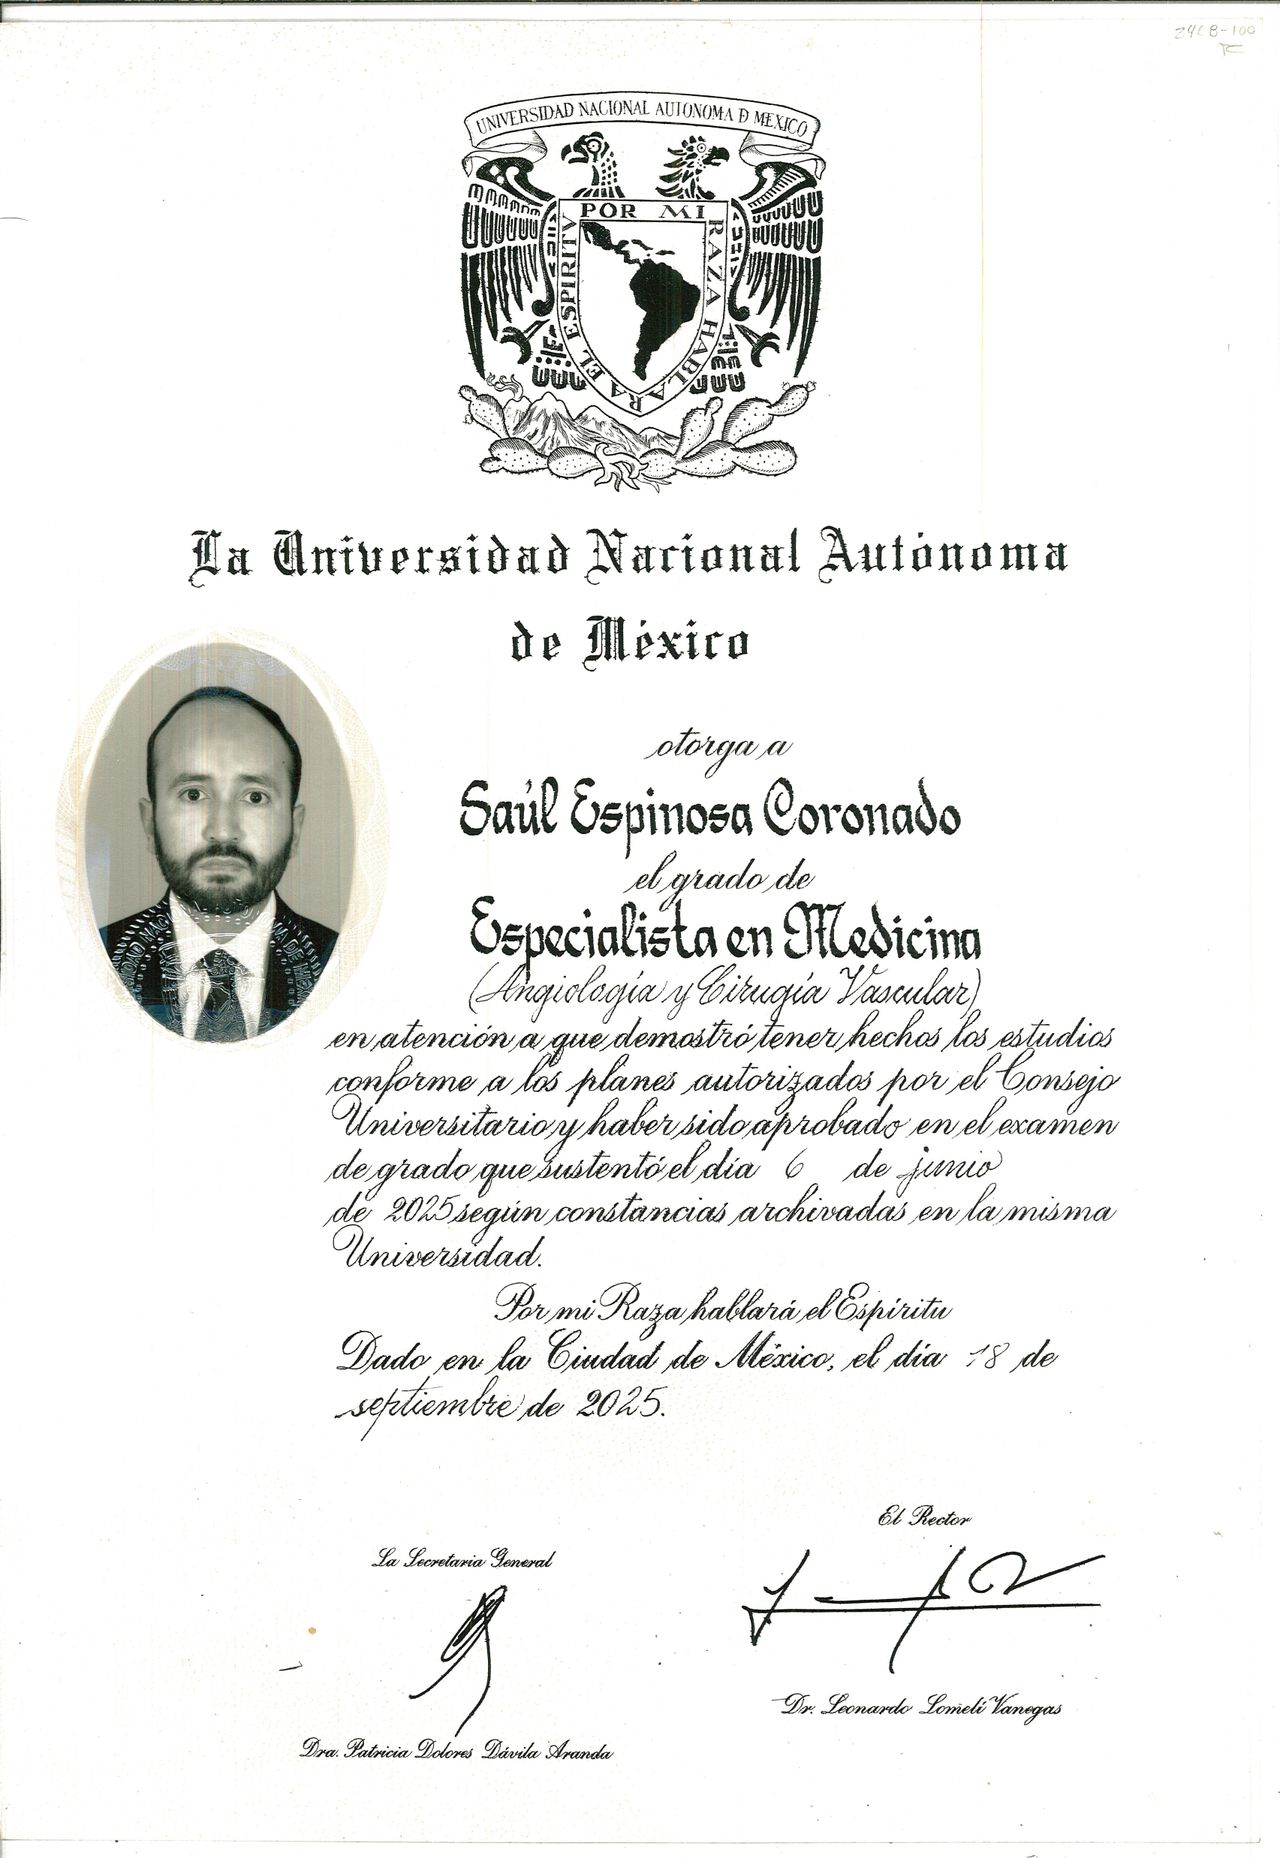 24CB-100
UNIVERSIDAD NACIONAL AUTONOMA D MEXICO
POR MI RAZA HABLARA EL ESPIRITU
La Universidad Nacional Autónoma
de México
otorga a
Saúl Espinosa Coronado
el grado de
Especialista en Medicina
(Angiología y Cirugía Vascular)
en atención a que demostró tener hechos los estudios
conforme a los planes autorizados por el Consejo
Universitario y haber sido aprobado en el examen
de grado que sustentó el día 6 de junio
de 2025 según constancias archivadas en la misma
Universidad.
Por mi Raza hablará el Espíritu
Dado en la Ciudad de México, el día 18 de
septiembre de 2025.
El Rector
La Secretaria General
Dr. Leonardo Lomelí Vanegas
Dra. Patricia Dolores Dávila Aranda